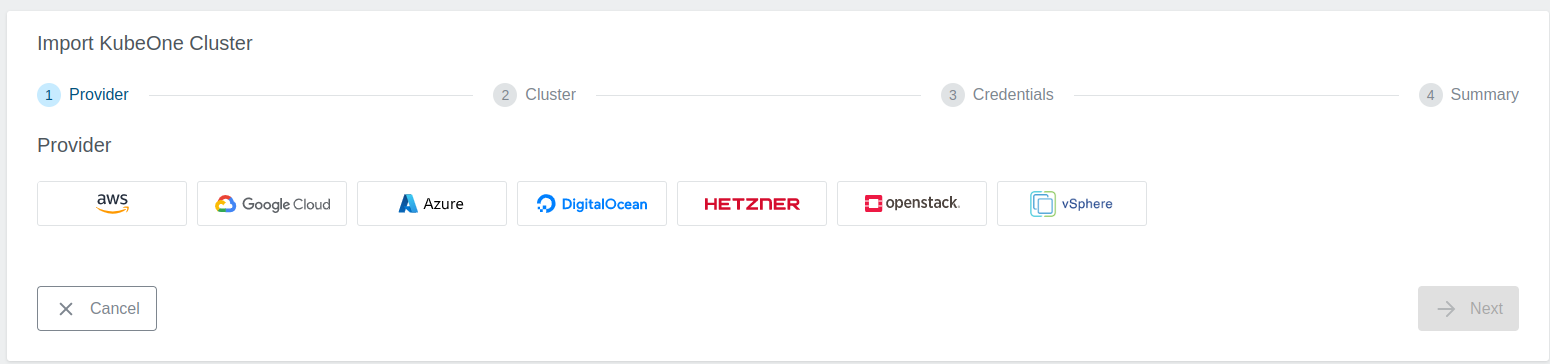 Import KubeOne Cluster
1 Provider 2 Cluster 3 Credentials 4 Summary
Provider
aws Google Cloud Azure DigitalOcean HETZNER openstack. vSphere
Cancel Next